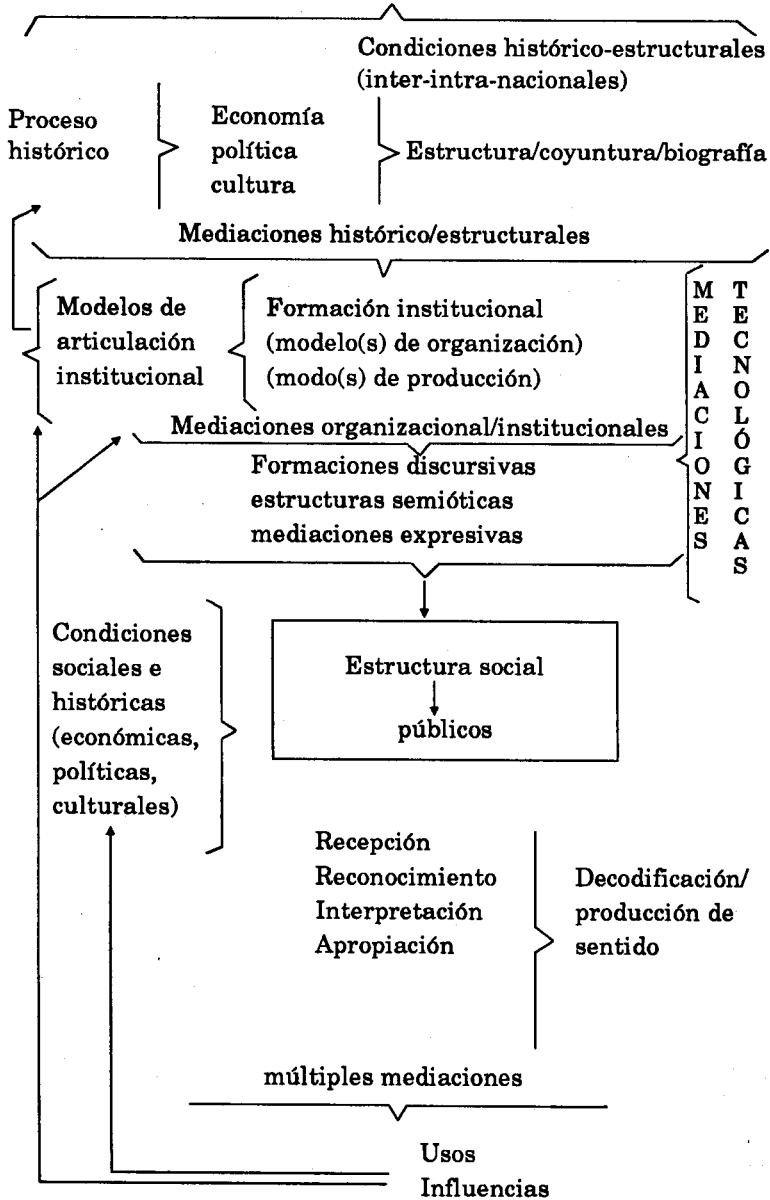 Condiciones histórico-estructurales
(inter-intra-nacionales)
Proceso
histórico
Economía
política
cultura
Estructura/coyuntura/biografía
Mediaciones histórico/estructurales
Modelos de
articulación
institucional
Formación institucional
(modelo(s) de organización)
(modo(s) de producción)
MEDIACIONES
TECNOLÓGICAS
Mediaciones organizacional/institucionales
Formaciones discursivas
estructuras semióticas
mediaciones expresivas
Condiciones
sociales e
históricas
(económicas,
políticas,
culturales)
Estructura social
públicos
Recepción
Reconocimiento
Interpretación
Apropiación
Decodificación/
producción de
sentido
múltiples mediaciones
Usos
Influencias